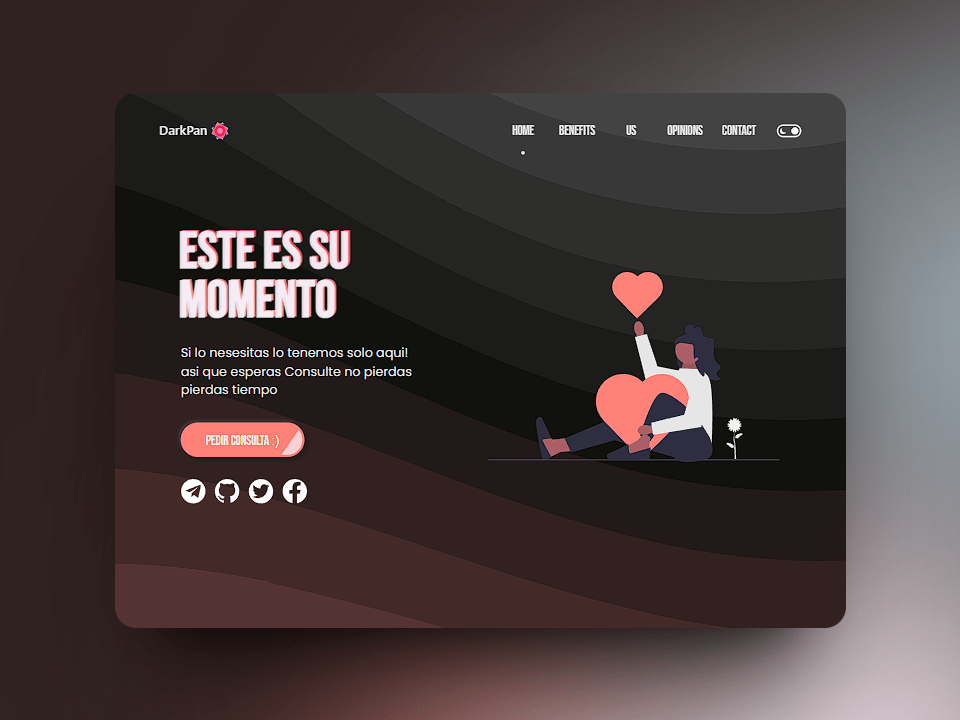 DarkPan
HOME BENEFITS US OPINIONS CONTACT
ESTE ES SU
MOMENTO
Si lo nesesitas lo tenemos solo aqui!
asi que esperas Consulte no pierdas
pierdas tiempo
PEDIR CONSULTA :)